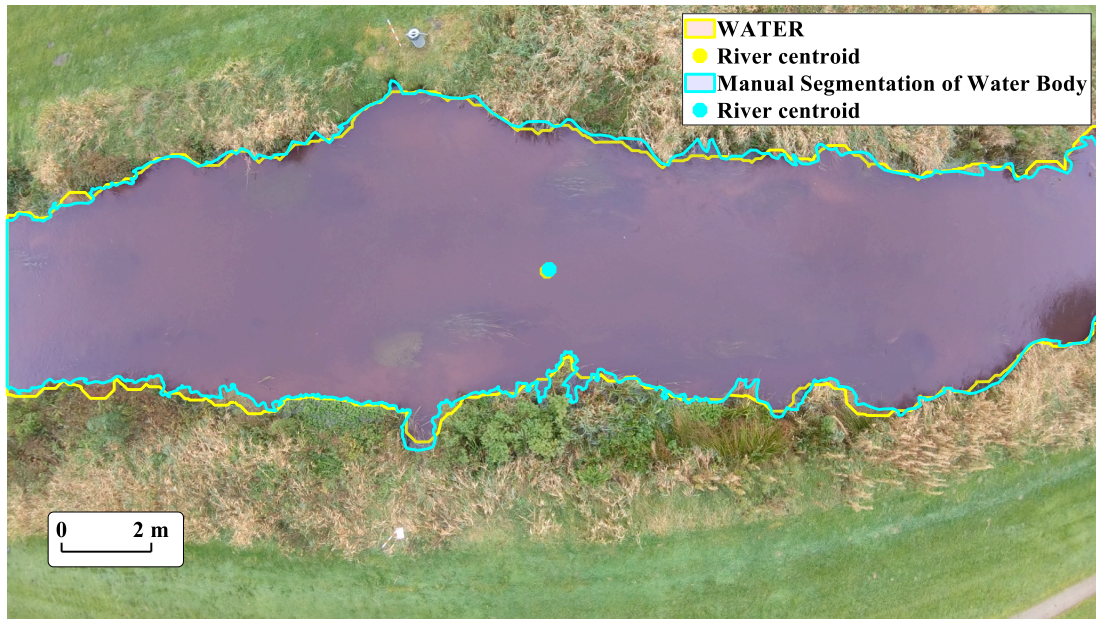 WATER
River centroid
Manual Segmentation of Water Body
River centroid
0 2 m